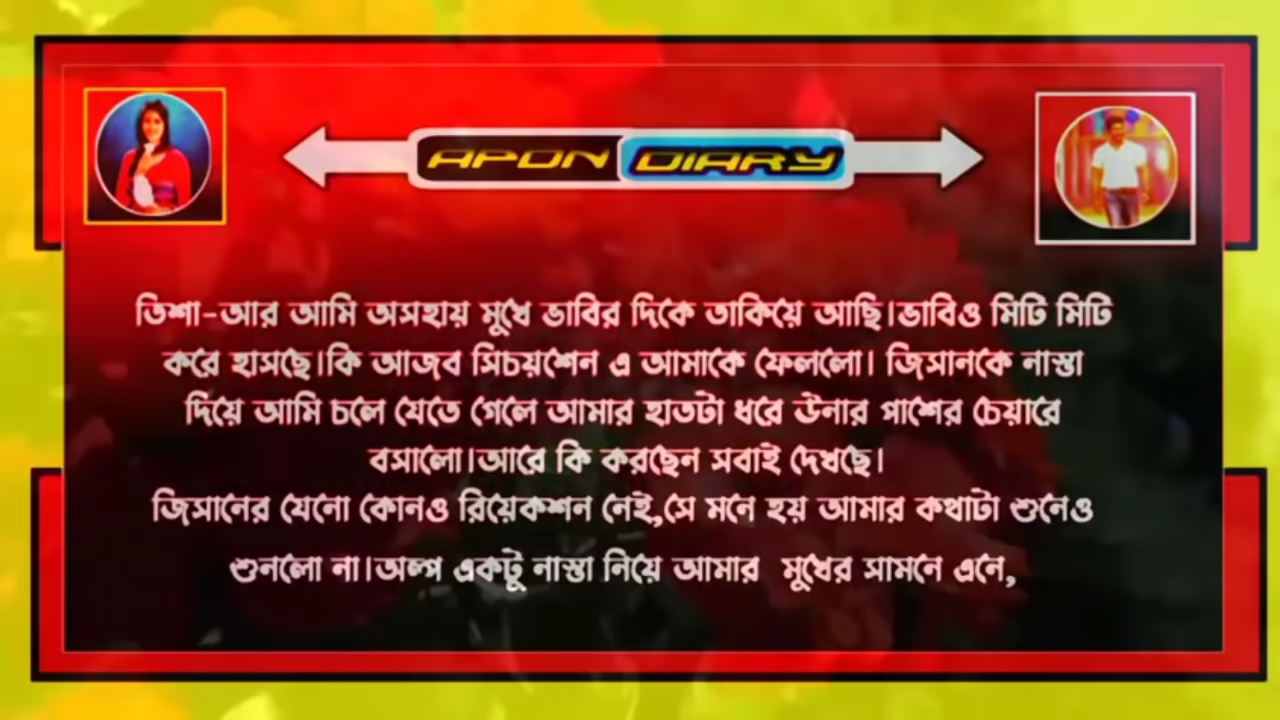 APON DIARY
তিশা-আর আমি অসহায় মুখে ভাবির দিকে তাকিয়ে আছি।ভাবিও মিটি মিটি
করে হাসছে।কি আজব সিচয়শেন এ আমাকে ফেললো। জিসানকে নাস্তা
দিয়ে আমি চলে যেতে গেলে আমার হাতটা ধরে উনার পাশের চেয়ারে
বসালো।আরে কি করছেন সবাই দেখছে।
জিসানের যেনো কোনও রিয়েকশন নেই,সে মনে হয় আমার কথাটা শুনেও
শুনলো না।অল্প একটু নাস্তা নিয়ে আমার মুখের সামনে এনে,